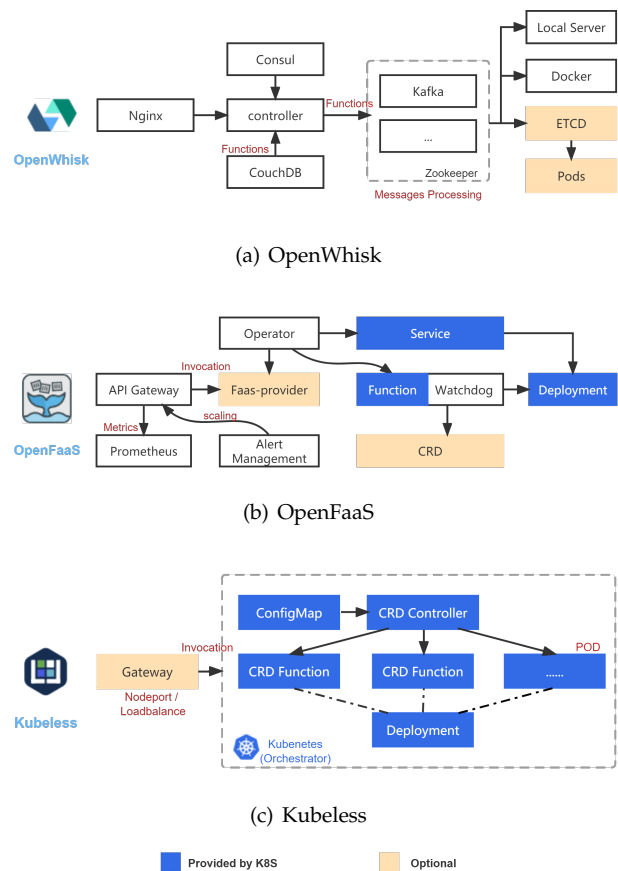 Local Server
Consul
Docker
Kafka
Functions
Nginx
controller
ETCD
...
Functions
OpenWhisk
CouchDB
Zookeeper
Pods
Messages Processing
(a) OpenWhisk
Operator
Service
Invocation
API Gateway
Faas-provider
Function
Watchdog
Deployment
scaling
Metrics
OpenFaaS
Prometheus
Alert
Management
CRD
(b) OpenFaaS
ConfigMap
CRD Controller
Invocation
POD
Gateway
CRD Function
CRD Function
......
Nodeport /
Loadbalance
Kubeless
Deployment
Kubenetes
(Orchestrator)
(c) Kubeless
Provided by K8S
Optional